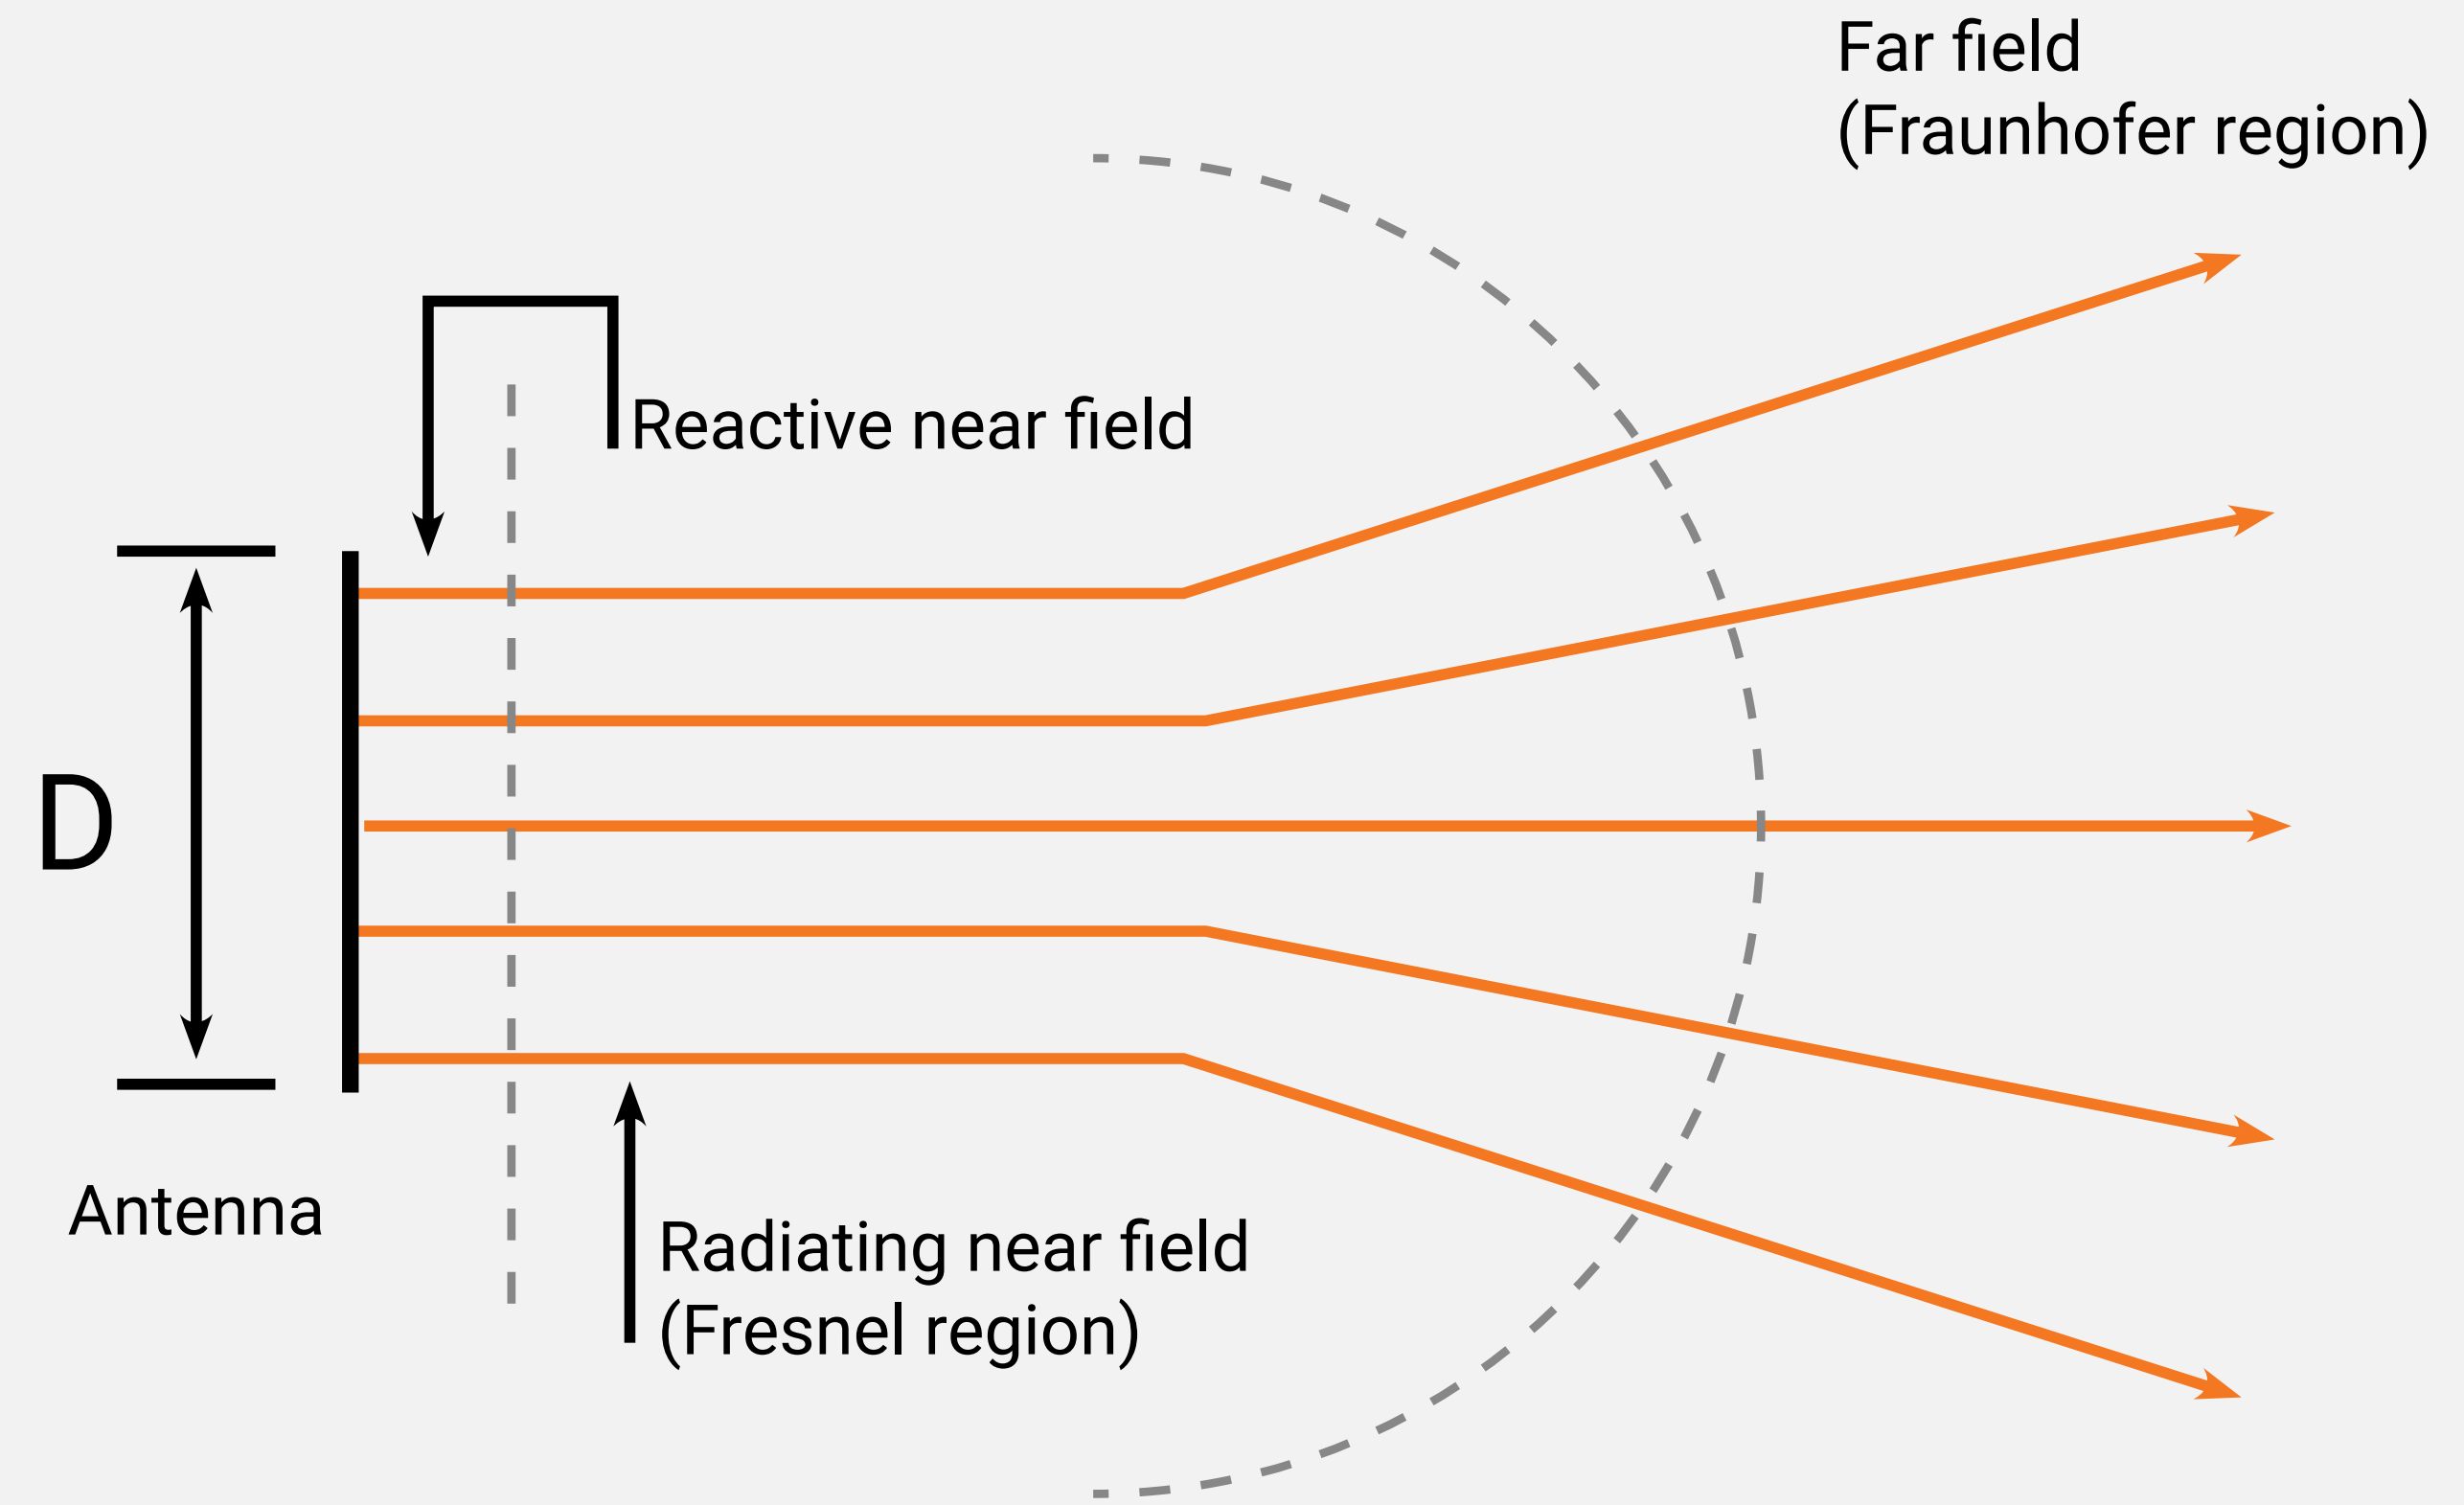 Far field
(Fraunhofer region)
Reactive near field
D
Antenna
Radiating near field
(Fresnel region)